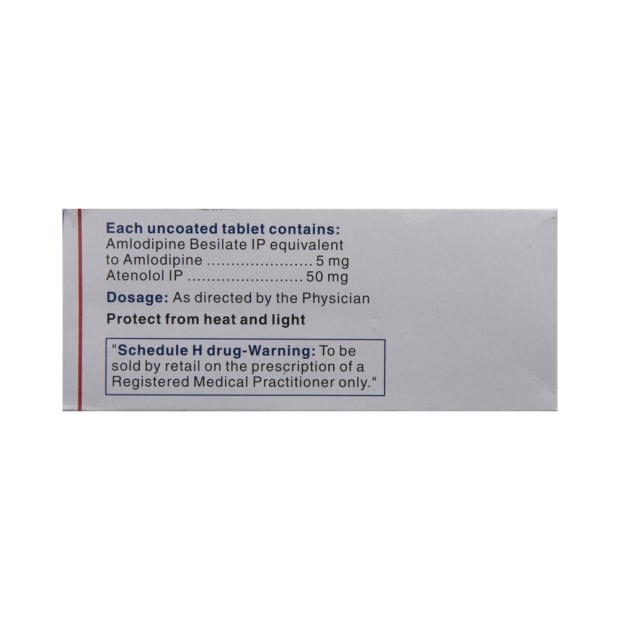 Each uncoated tablet contains:
Amlodipine Besilate IP equivalent
to Amlodipine ...................... 5 mg
Atenolol IP ........................ 50 mg
Dosage: As directed by the Physician
Protect from heat and light
"Schedule H drug-Warning: To be
sold by retail on the prescription of a
Registered Medical Practitioner only."